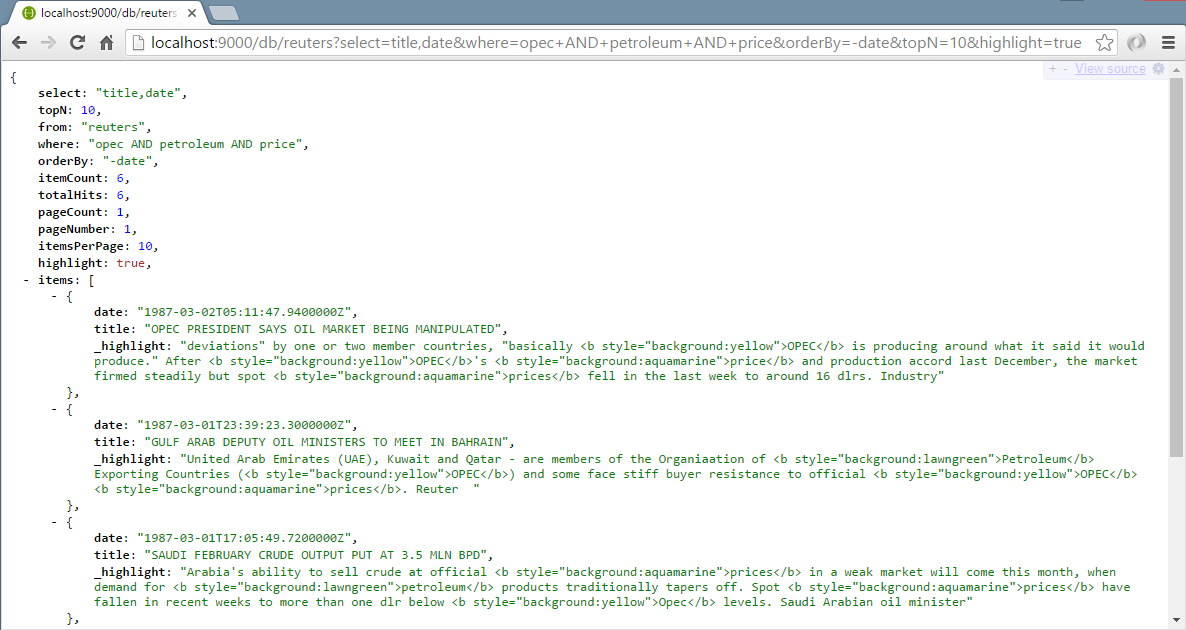 localhost:9000/db/reuters
localhost:9000/db/reuters?select=title,date&where=opec+AND+petroleum+AND+price&orderBy=-date&topN=10&highlight=true
+ - View source
{
select: "title,date",
topN: 10,
from: "reuters",
where: "opec AND petroleum AND price",
orderBy: "-date",
itemCount: 6,
totalHits: 6,
pageCount: 1,
pageNumber: 1,
itemsPerPage: 10,
highlight: true,
- items: [
- {
date: "1987-03-02T05:11:47.9400000Z",
title: "OPEC PRESIDENT SAYS OIL MARKET BEING MANIPULATED",
_highlight: "deviations" by one or two member countries, "basically <b style="background:yellow">OPEC</b> is producing around what it said it would
produce." After <b style="background:yellow">OPEC</b>'s <b style="background:aquamarine">price</b> and production accord last December, the market
firmed steadily but spot <b style="background:aquamarine">prices</b> fell in the last week to around 16 dlrs. Industry"
},
- {
date: "1987-03-01T23:39:23.3000000Z",
title: "GULF ARAB DEPUTY OIL MINISTERS TO MEET IN BAHRAIN",
_highlight: "United Arab Emirates (UAE), Kuwait and Qatar - are members of the Organiaation of <b style="background:lawngreen">Petroleum</b>
Exporting Countries (<b style="background:yellow">OPEC</b>) and some face stiff buyer resistance to official <b style="background:yellow">OPEC</b>
<b style="background:aquamarine">prices</b>. Reuter "
},
- {
date: "1987-03-01T17:05:49.7200000Z",
title: "SAUDI FEBRUARY CRUDE OUTPUT PUT AT 3.5 MLN BPD",
_highlight: "Arabia's ability to sell crude at official <b style="background:aquamarine">prices</b> in a weak market will come this month, when
demand for <b style="background:lawngreen">petroleum</b> products traditionally tapers off. Spot <b style="background:aquamarine">prices</b> have
fallen in recent weeks to more than one dlr below <b style="background:yellow">Opec</b> levels. Saudi Arabian oil minister"
},